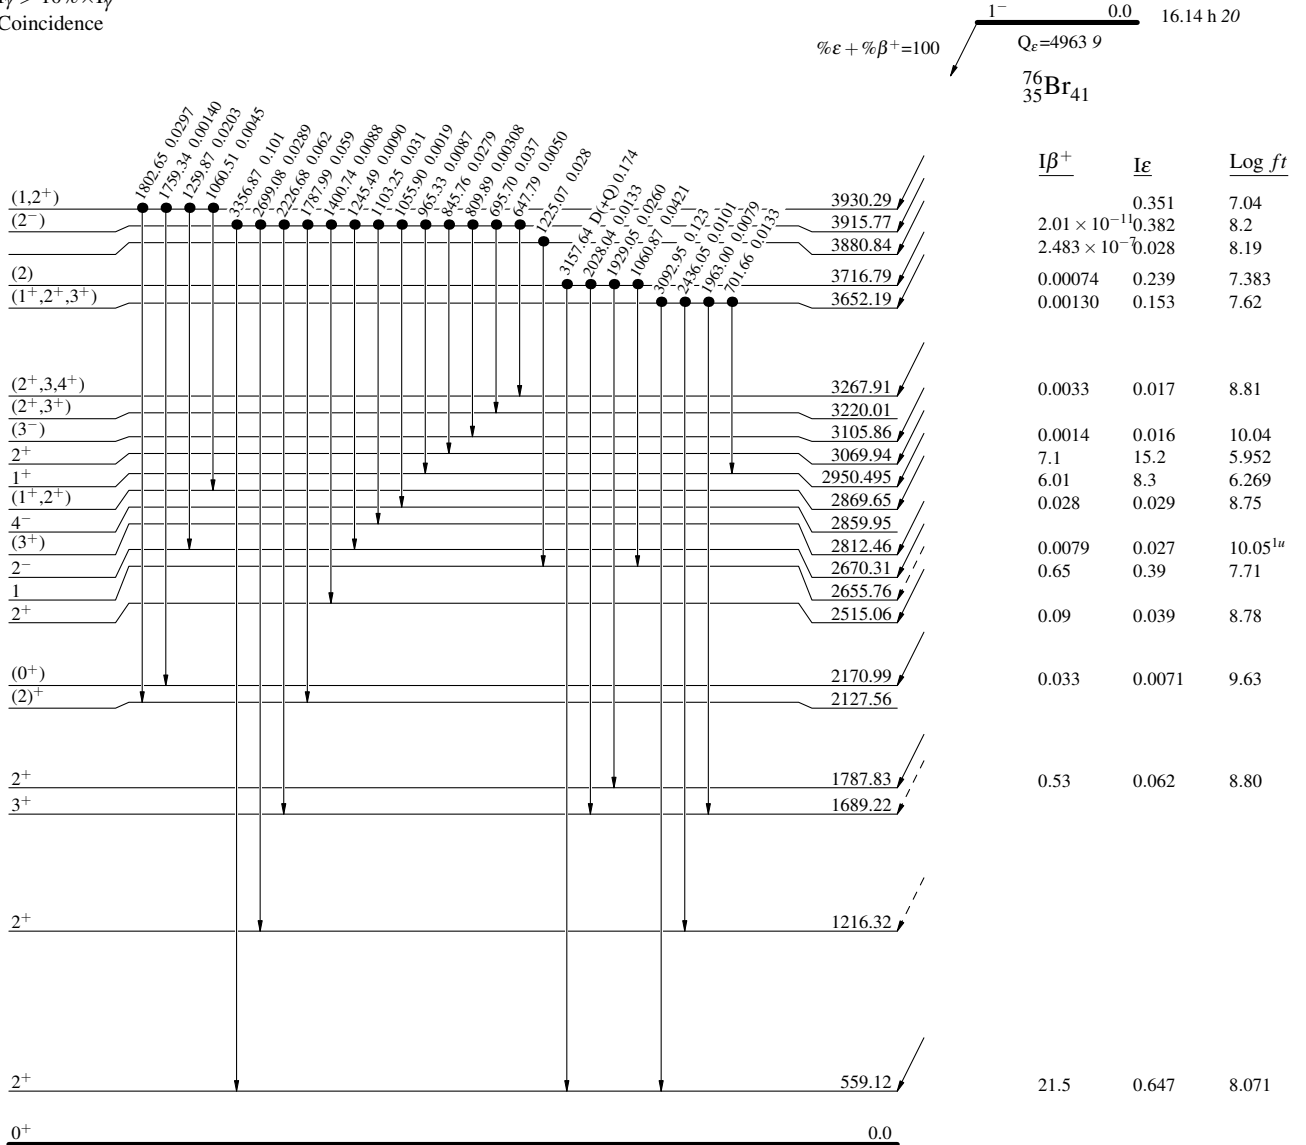 Coincidence
1⁻ 0.0 16.14 h 20
%ε + %β⁺=100
Qε=4963 9
⁷⁶₃₅Br₄₁
1802.65 0.0297
1759.34 0.00140
1259.87 0.0203
1060.51 0.0045
3356.87 0.101
2699.08 0.0289
2226.68 0.062
1787.99 0.059
1400.74 0.0088
1245.49 0.0090
1103.25 0.031
1055.90 0.0019
965.33 0.0087
845.76 0.0279
809.89 0.00308
695.70 0.037
647.79 0.0050
1225.07 0.028
3157.64 D(+Q) 0.174
2028.04 0.0133
1929.05 0.0260
1060.87 0.0421
3092.95 0.123
2436.05 0.0101
1963.00 0.0079
701.66 0.0133
Iβ⁺ Iε Log ft
(1,2⁺) 3930.29 0.351 7.04
(2⁻) 3915.77 2.01 × 10⁻¹¹ 0.382 8.2
3880.84 2.483 × 10⁻⁷ 0.028 8.19
(2) 3716.79 0.00074 0.239 7.383
(1⁺,2⁺,3⁺) 3652.19 0.00130 0.153 7.62
(2⁺,3,4⁺) 3267.91 0.0033 0.017 8.81
(2⁺,3⁺) 3220.01
(3⁻) 3105.86 0.0014 0.016 10.04
2⁺ 3069.94 7.1 15.2 5.952
1⁺ 2950.495 6.01 8.3 6.269
(1⁺,2⁺) 2869.65 0.028 0.029 8.75
4⁻ 2859.95
(3⁺) 2812.46 0.0079 0.027 10.05¹ᵘ
2⁻ 2670.31 0.65 0.39 7.71
1 2655.76
2⁺ 2515.06 0.09 0.039 8.78
(0⁺) 2170.99 0.033 0.0071 9.63
(2)⁺ 2127.56
2⁺ 1787.83 0.53 0.062 8.80
3⁺ 1689.22
2⁺ 1216.32
2⁺ 559.12 21.5 0.647 8.071
0⁺ 0.0